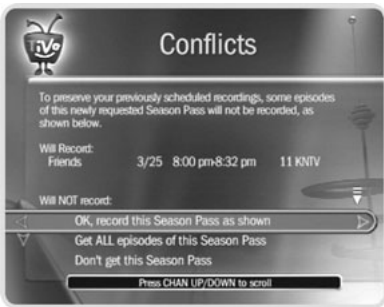 TiVo
Conflicts
To preserve your previously scheduled recordings, some episodes
of this newly requested Season Pass will not be recorded, as
shown below.
Will Record:
Friends 3/25 8:00 pm-8:32 pm 11 KNTV
Will NOT record:
OK, record this Season Pass as shown
Get ALL episodes of this Season Pass
Don't get this Season Pass
Press CHAN UP/DOWN to scroll